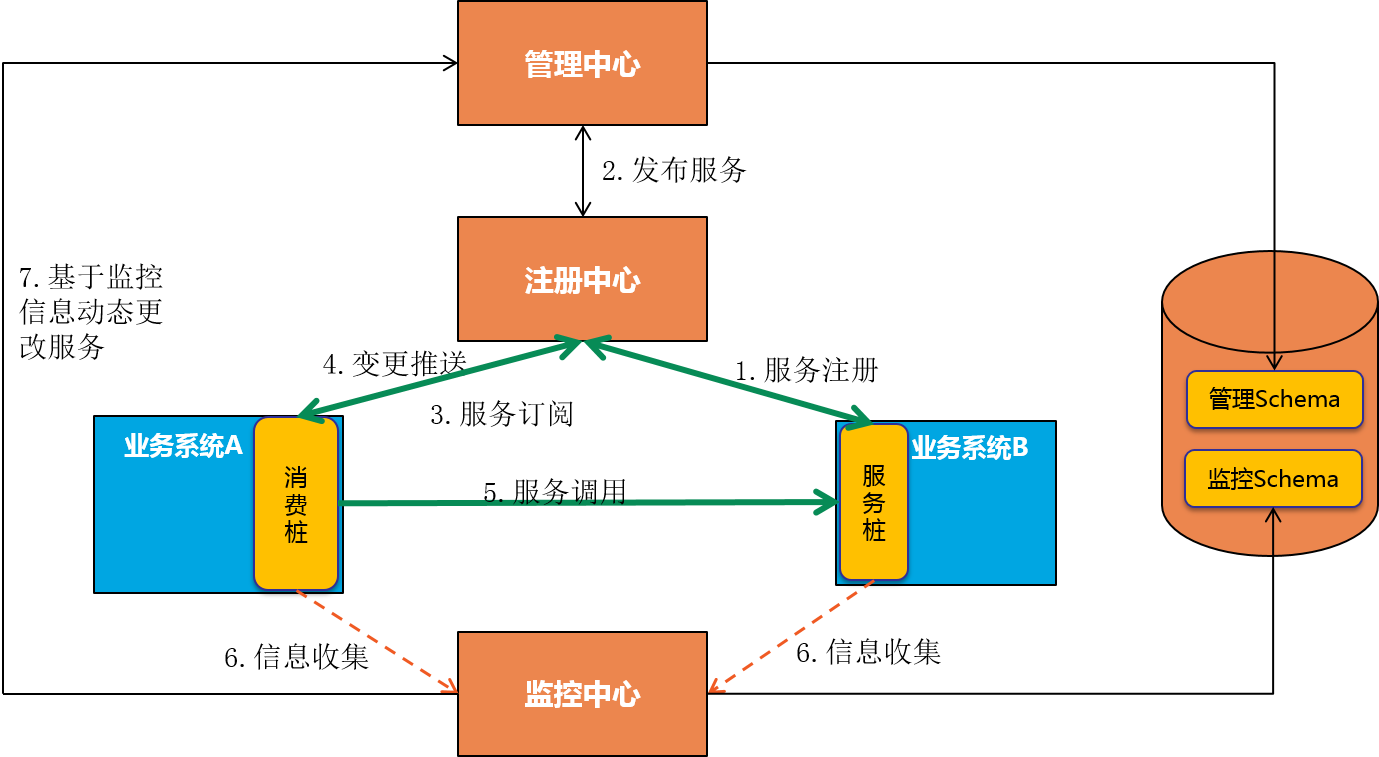 管理中心
2.发布服务
注册中心
7.基于监控
信息动态更
改服务
4.变更推送
1.服务注册
3.服务订阅
管理Schema
监控Schema
业务系统A
消
费
桩
5.服务调用
服
务
桩
业务系统B
6.信息收集
6.信息收集
监控中心